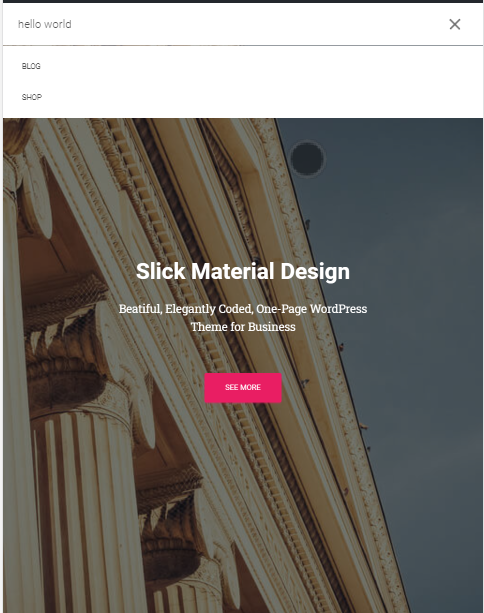 hello world
BLOG
SHOP
Slick Material Design
Beatiful, Elegantly Coded, One-Page WordPress
Theme for Business
SEE MORE